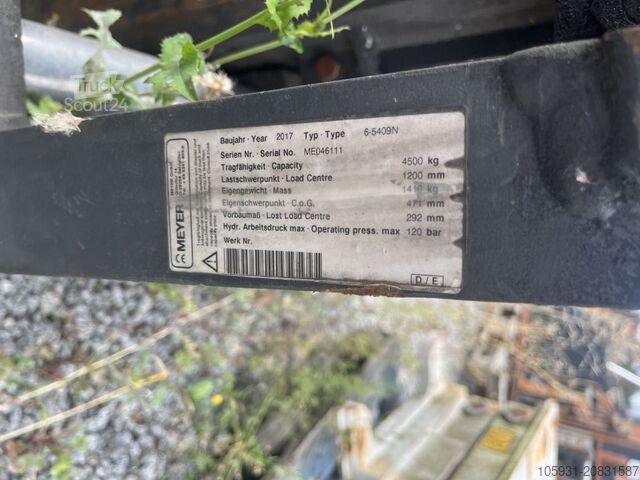 Truck
Scout24
MEYER
Baujahr · Year 2017 Typ · Type 6-5409N
Serien Nr. · Serial No. ME046111
Tragfähigkeit · Capacity 4500 kg
Lastschwerpunkt · Load Centre 1200 mm
Eigengewicht · Mass 1410 kg
Eigenschwerpunkt · C.o.G. 471 mm
Vorbaumaß · Lost Load Centre 292 mm
Hydr. Arbeitsdruck max · Operating press. max 120 bar
Werk Nr.
D / E
105931-20831587